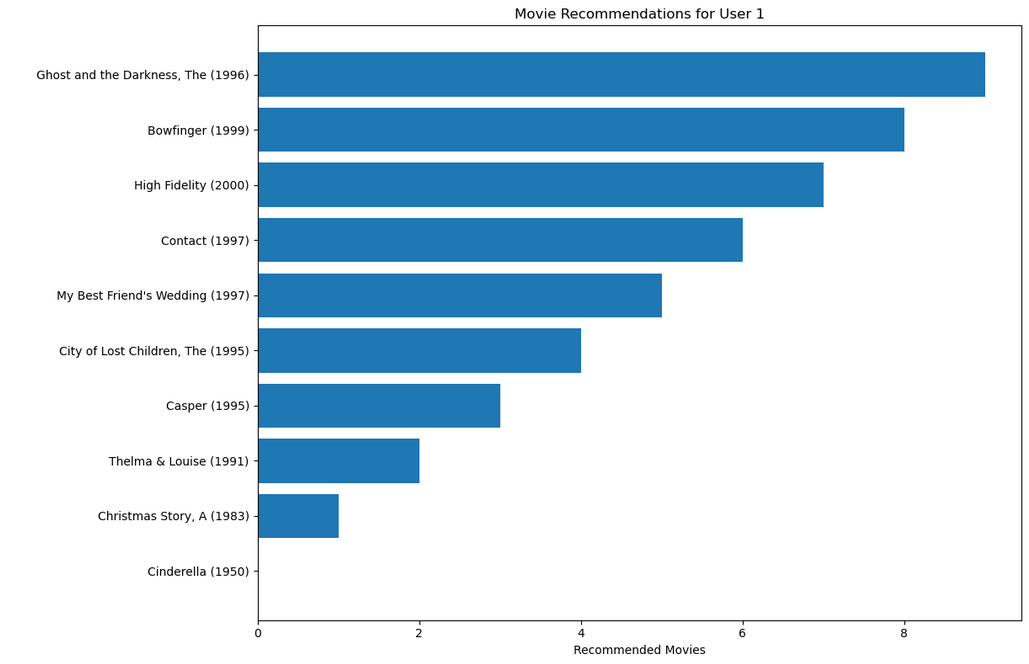 Movie Recommendations for User 1
Ghost and the Darkness, The (1996)
Bowfinger (1999)
High Fidelity (2000)
Contact (1997)
My Best Friend's Wedding (1997)
City of Lost Children, The (1995)
Casper (1995)
Thelma & Louise (1991)
Christmas Story, A (1983)
Cinderella (1950)
0 2 4 6 8
Recommended Movies